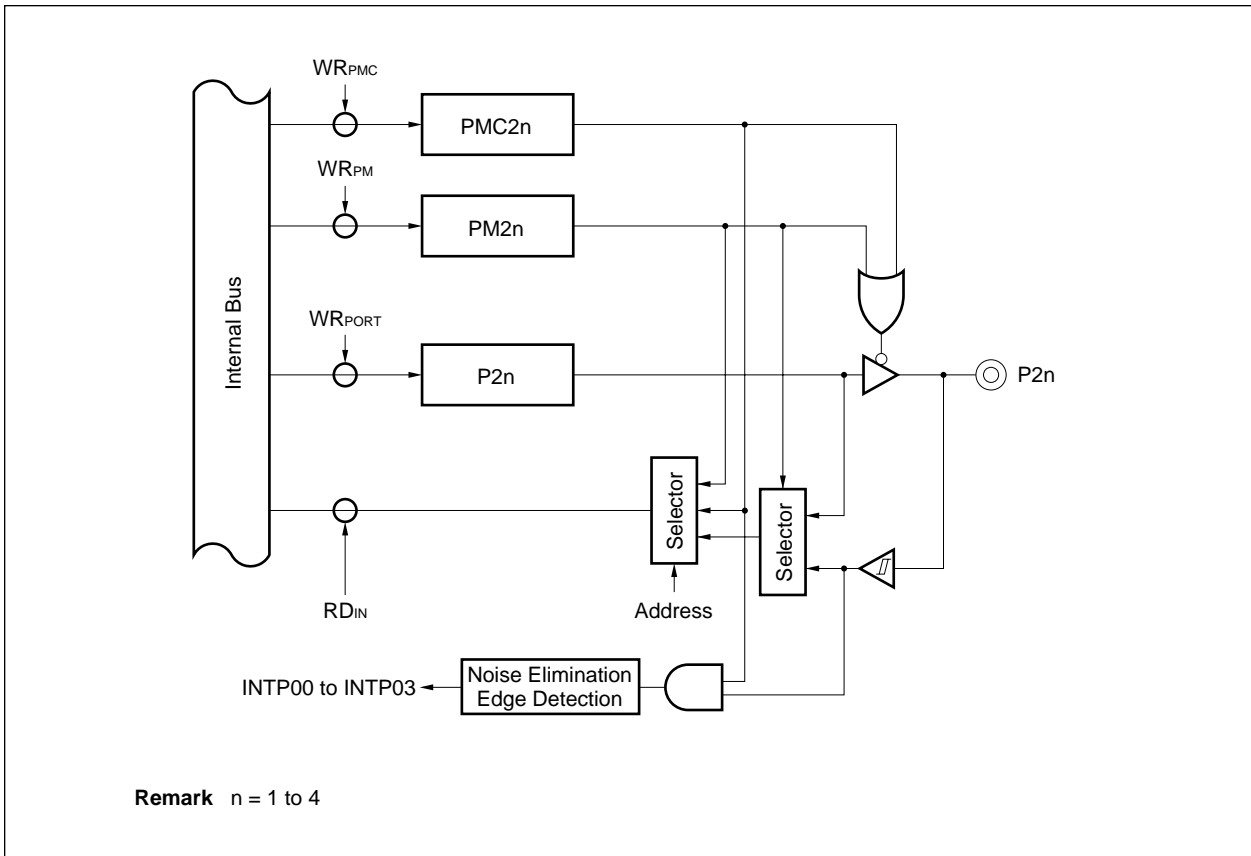 WRPMC
PMC2n
WRPM
PM2n
Internal Bus
WRPORT
P2n
P2n
Selector
Selector
RDIN
Address
INTP00 to INTP03
Noise Elimination
Edge Detection
Remark n = 1 to 4